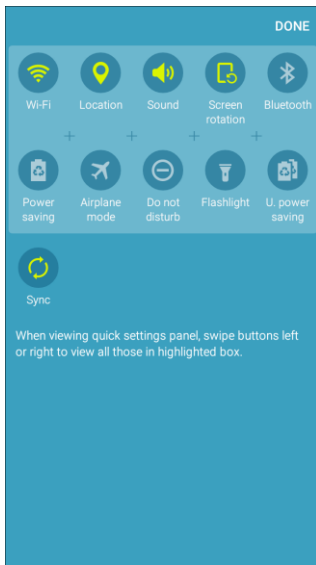 DONE
Wi-Fi Location Sound Screen rotation Bluetooth
Power saving Airplane mode Do not disturb Flashlight U. power saving
Sync
When viewing quick settings panel, swipe buttons left
or right to view all those in highlighted box.